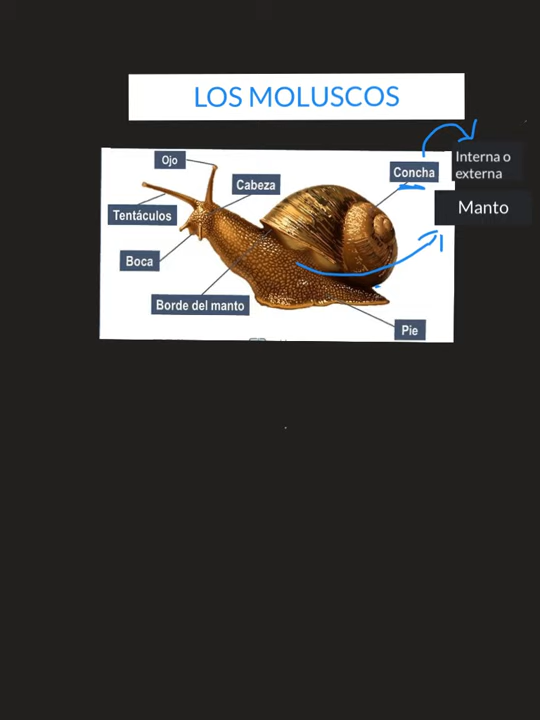 LOS MOLUSCOS
Ojo
Concha
Interna o
externa
Cabeza
Tentáculos
Manto
Boca
Borde del manto
Pie